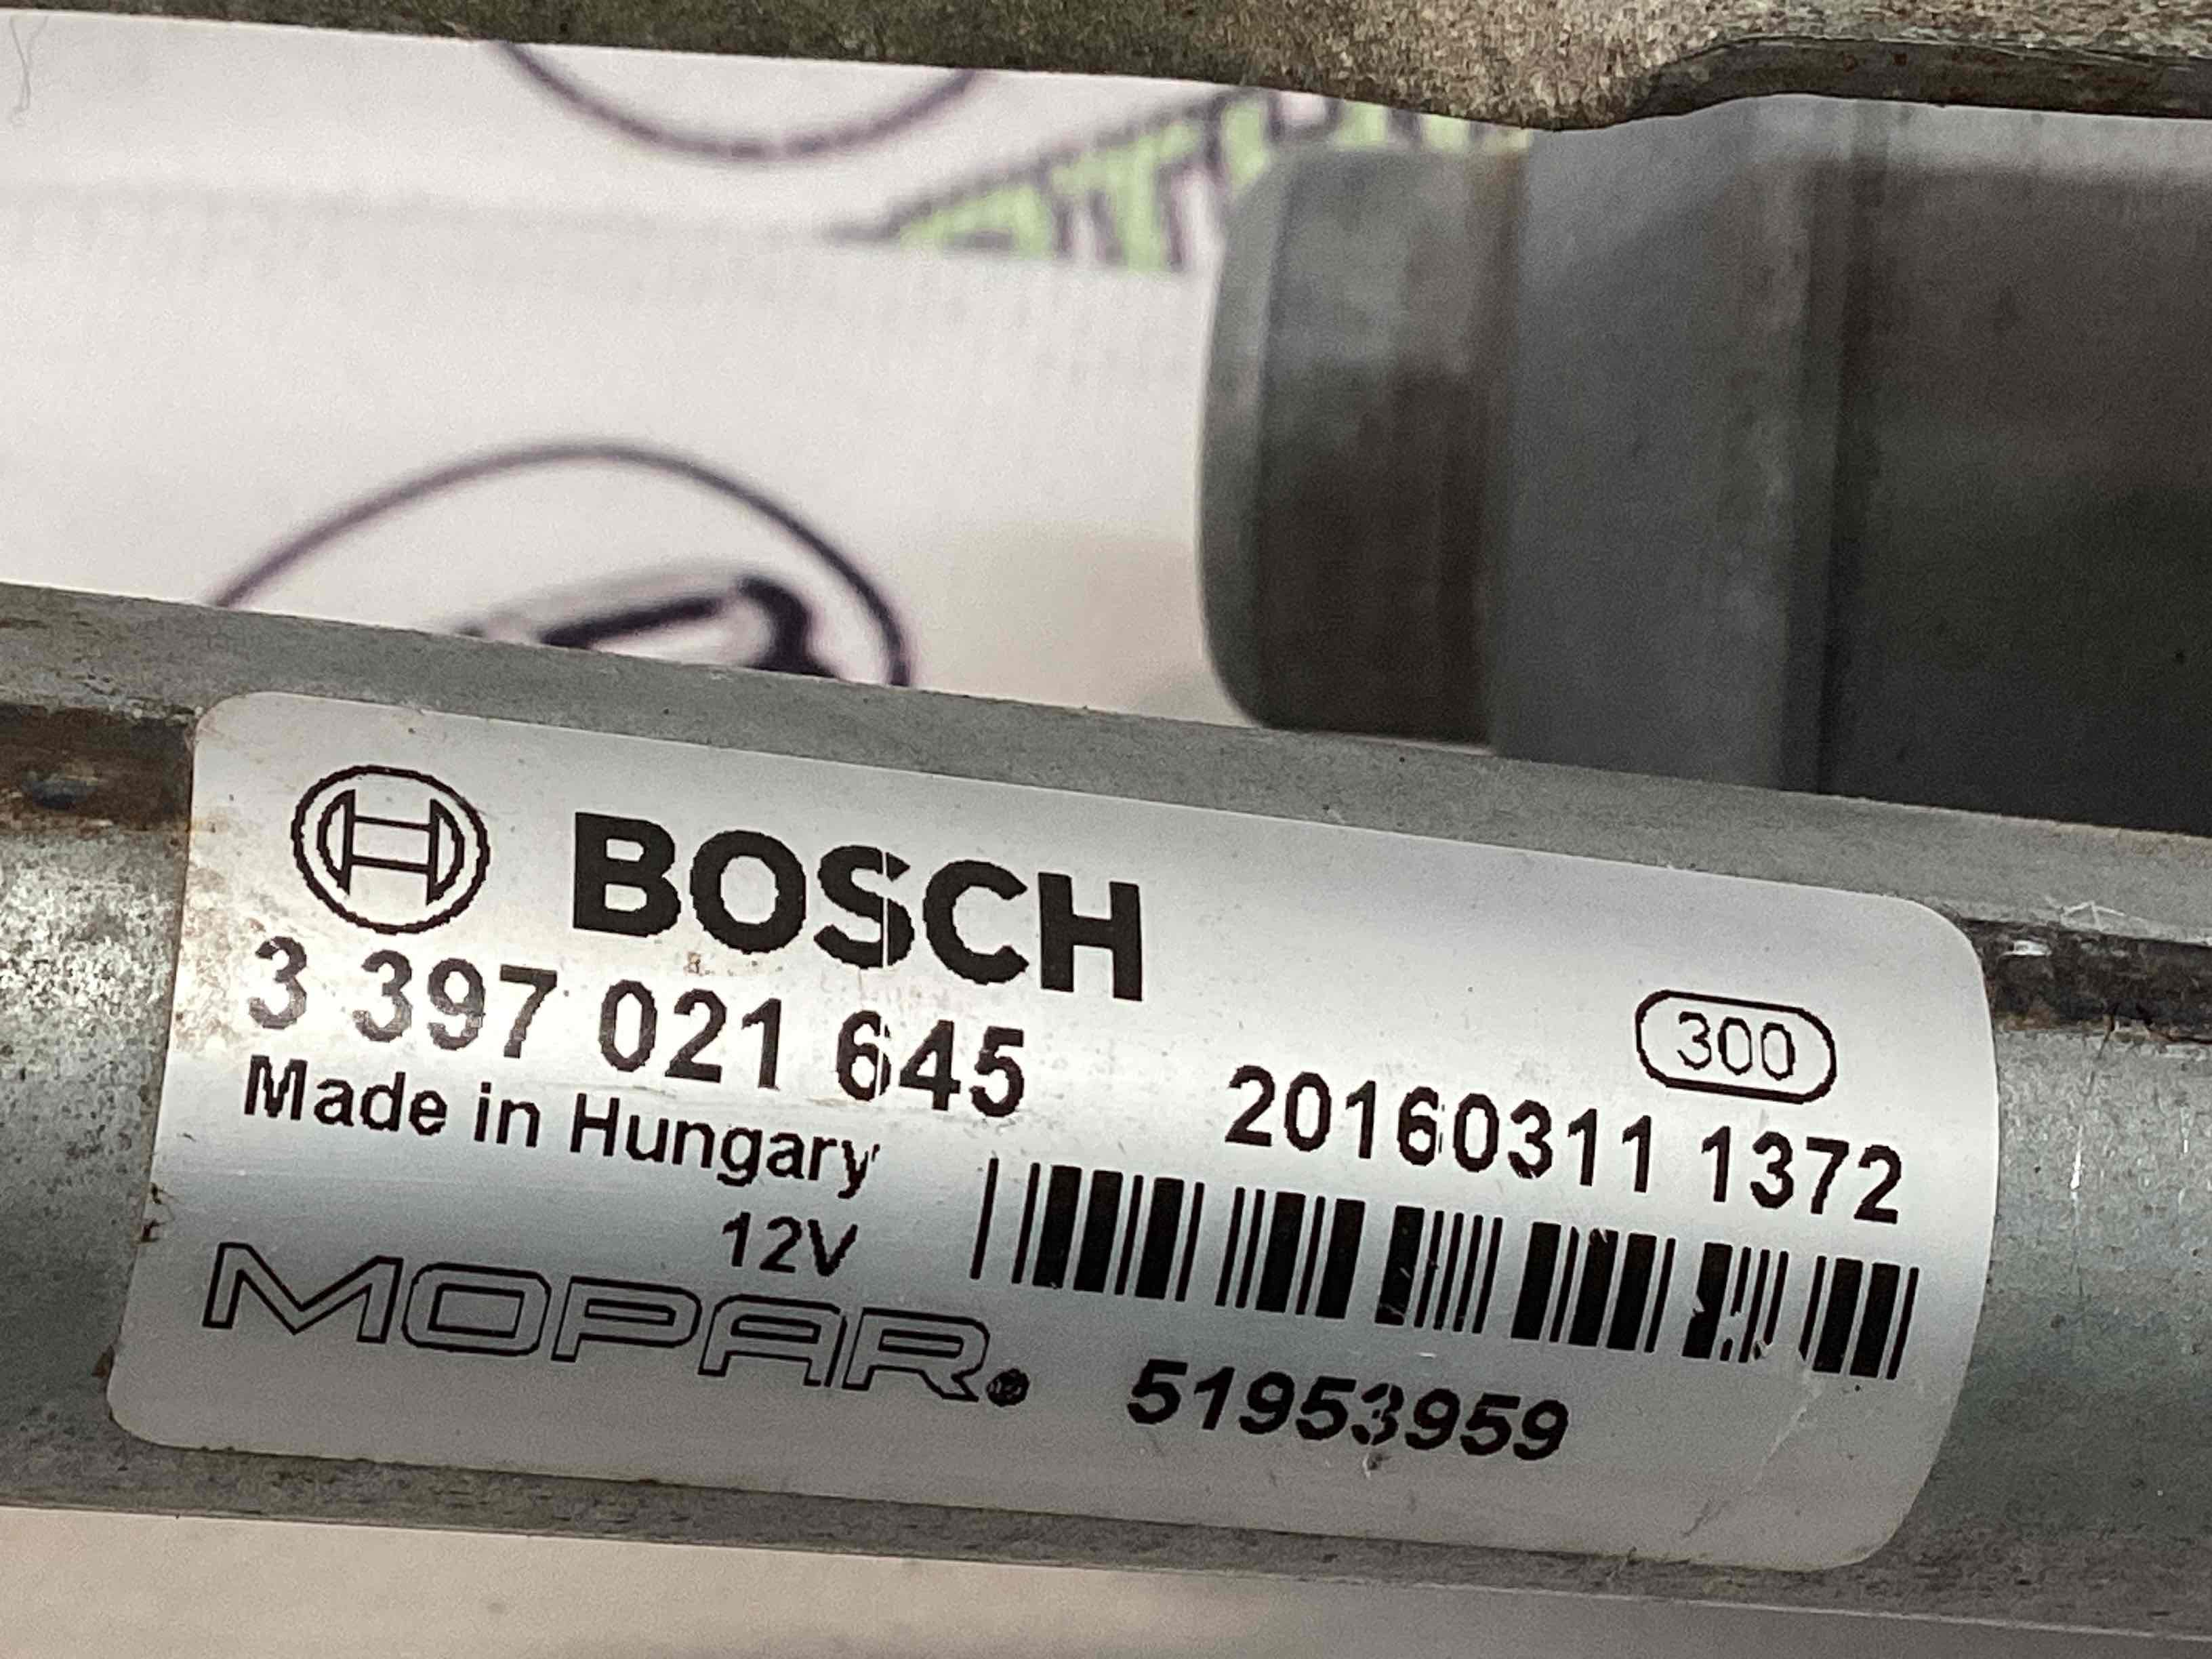 BOSCH
3 397 021 645
300
Made in Hungary
20160311 1372
12V
MOPAR®
51953959